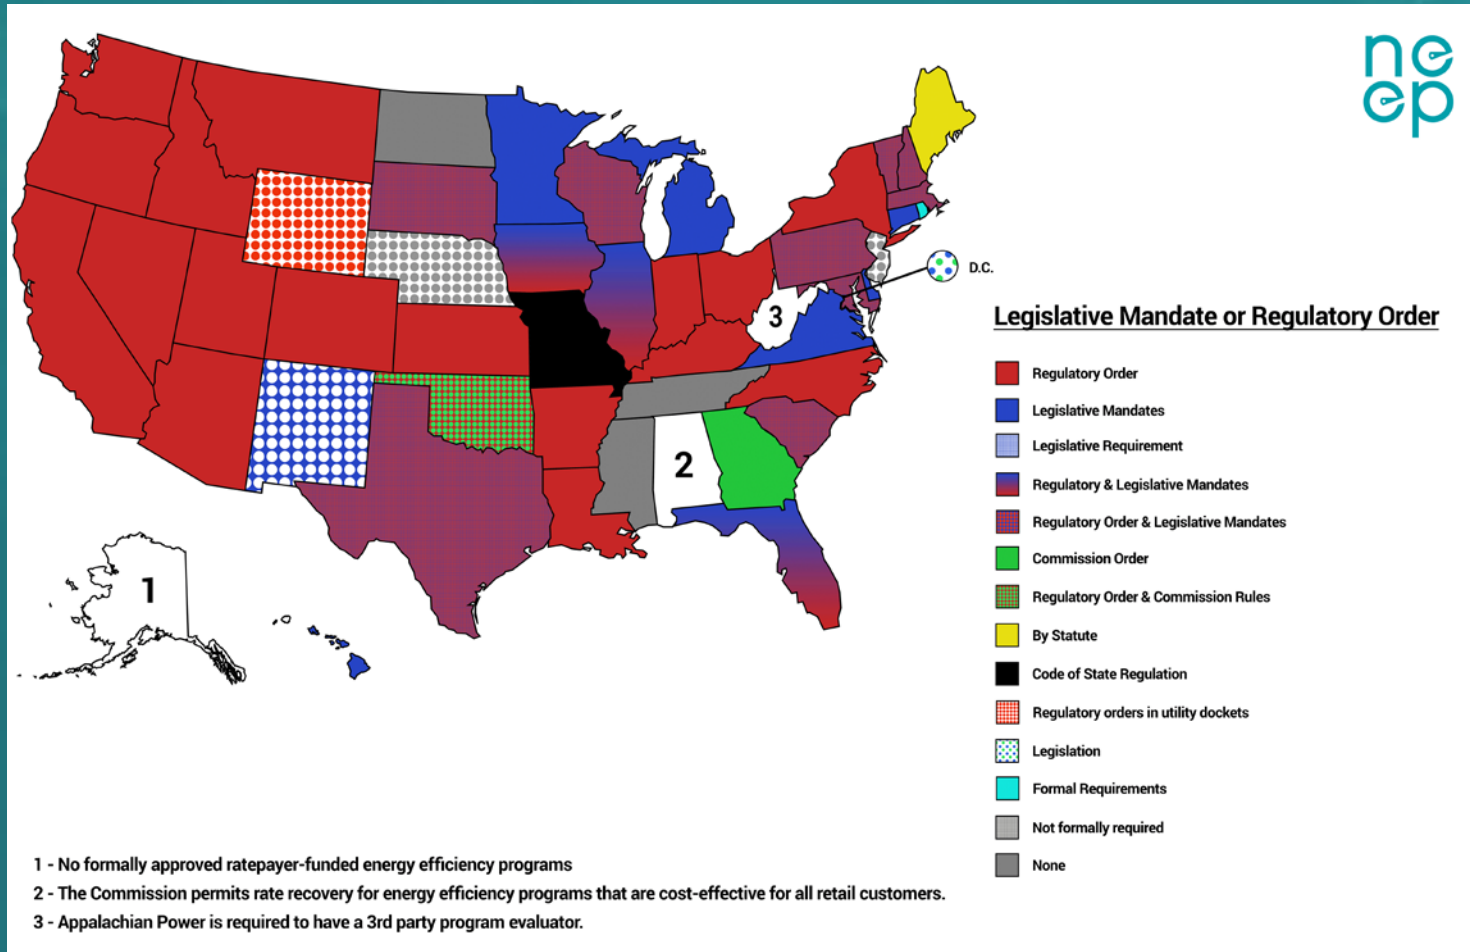 ne
ep
D.C.
3
2
1
Legislative Mandate or Regulatory Order
Regulatory Order
Legislative Mandates
Legislative Requirement
Regulatory & Legislative Mandates
Regulatory Order & Legislative Mandates
Commission Order
Regulatory Order & Commission Rules
By Statute
Code of State Regulation
Regulatory orders in utility dockets
Legislation
Formal Requirements
Not formally required
None
1 - No formally approved ratepayer-funded energy efficiency programs
2 - The Commission permits rate recovery for energy efficiency programs that are cost-effective for all retail customers.
3 - Appalachian Power is required to have a 3rd party program evaluator.